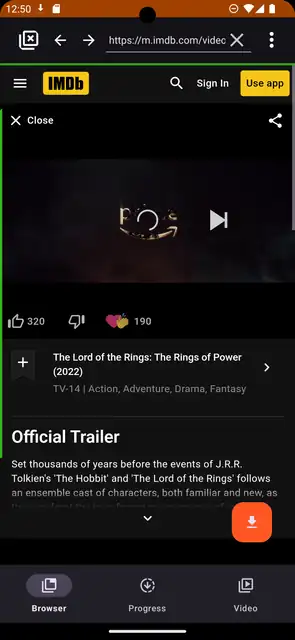 12:50
https://m.imdb.com/videc
IMDb
Sign In
Use app
Close
320
190
The Lord of the Rings: The Rings of Power
(2022)
TV-14 | Action, Adventure, Drama, Fantasy
Official Trailer
Set thousands of years before the events of J.R.R.
Tolkien's 'The Hobbit' and 'The Lord of the Rings' follows
an ensemble cast of characters, both familiar and new, as
Browser
Progress
Video